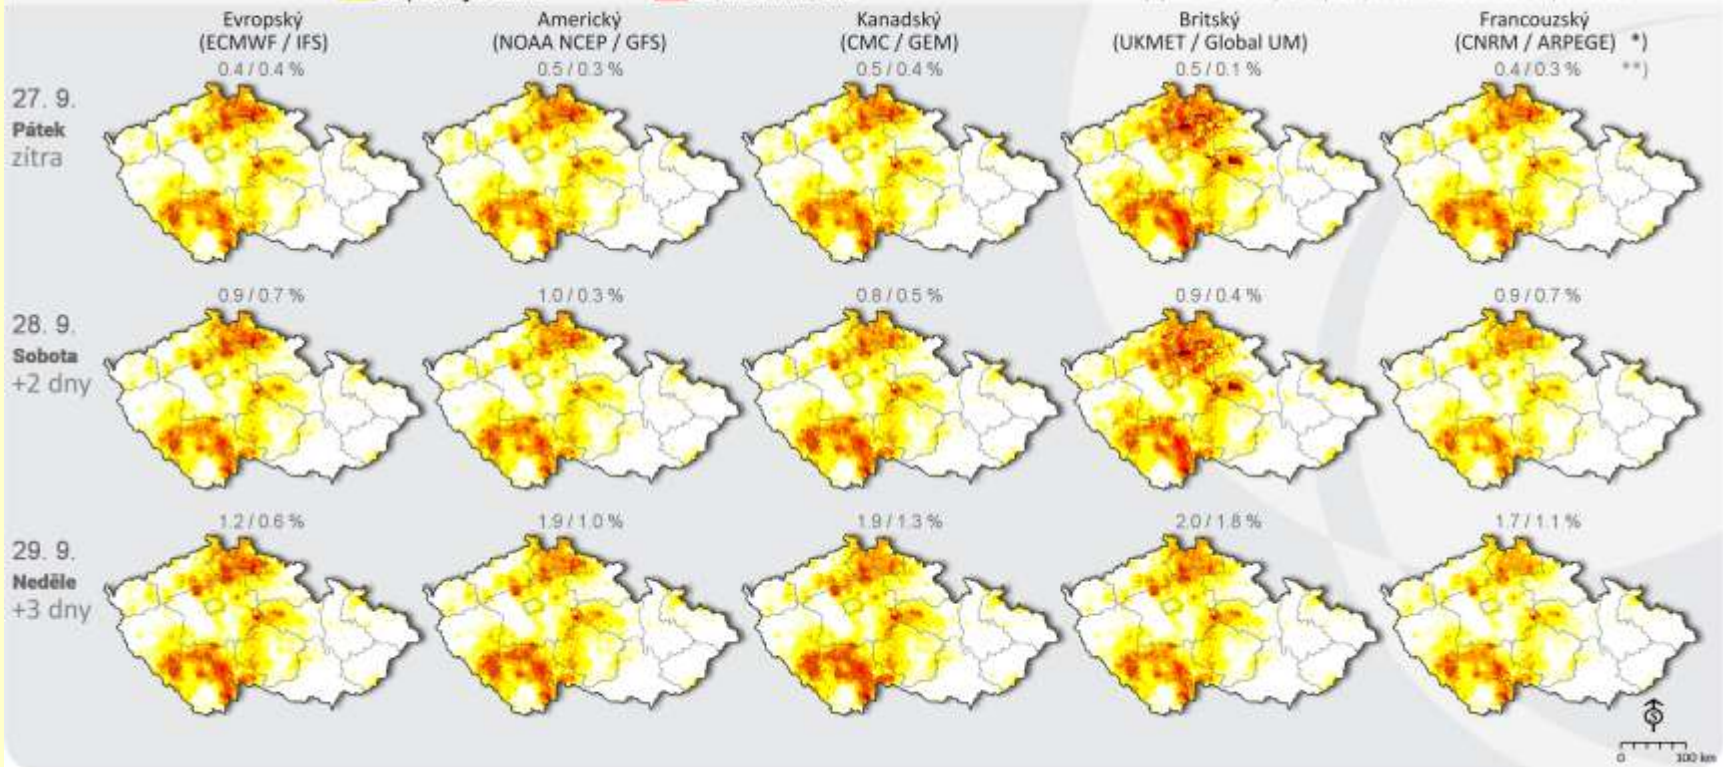 Evropský
(ECMWF / IFS)
Americký
(NOAA NCEP / GFS)
Kanadský
(CMC / GEM)
Britský
(UKMET / Global UM)
Francouzský
(CNRM / ARPEGE) *)
27. 9.
Pátek
zítra
0.4 / 0.4 %
0.5 / 0.3 %
0.5 / 0.4 %
0.5 / 0.1 %
0.4 / 0.3 % **)
28. 9.
Sobota
+2 dny
0.9 / 0.7 %
1.0 / 0.3 %
0.8 / 0.5 %
0.9 / 0.4 %
0.9 / 0.7 %
29. 9.
Neděle
+3 dny
1.2 / 0.6 %
1.9 / 1.0 %
1.9 / 1.3 %
2.0 / 1.8 %
1.7 / 1.1 %
S
0 100 km